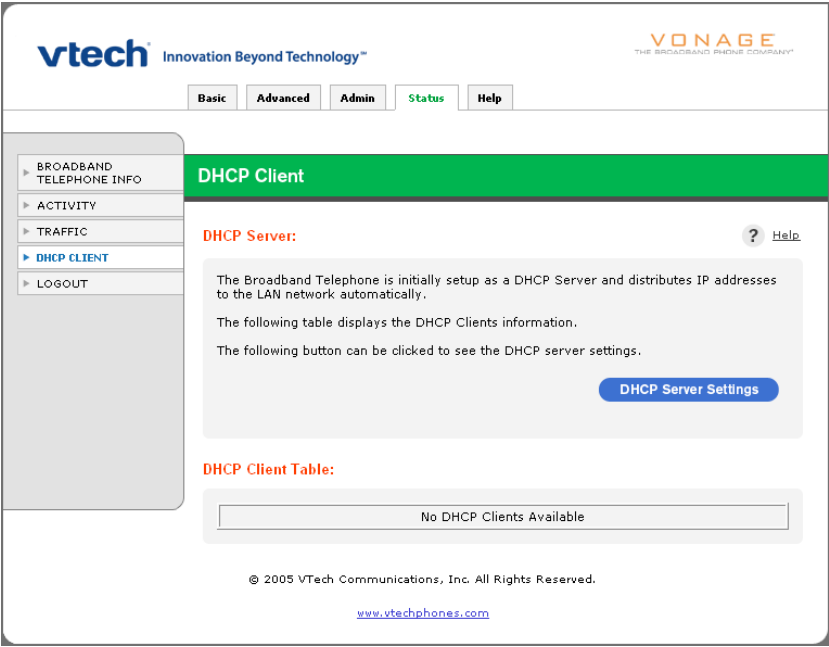 vtech Innovation Beyond Technology℠
VONAGE
THE BROADBAND PHONE COMPANY℠
Basic Advanced Admin Status Help
BROADBAND
TELEPHONE INFO
ACTIVITY
TRAFFIC
DHCP CLIENT
LOGOUT
DHCP Client
DHCP Server:
? Help
The Broadband Telephone is initially setup as a DHCP Server and distributes IP addresses
to the LAN network automatically.
The following table displays the DHCP Clients information.
The following button can be clicked to see the DHCP server settings.
DHCP Server Settings
DHCP Client Table:
No DHCP Clients Available
© 2005 VTech Communications, Inc. All Rights Reserved.
www.vtechphones.com